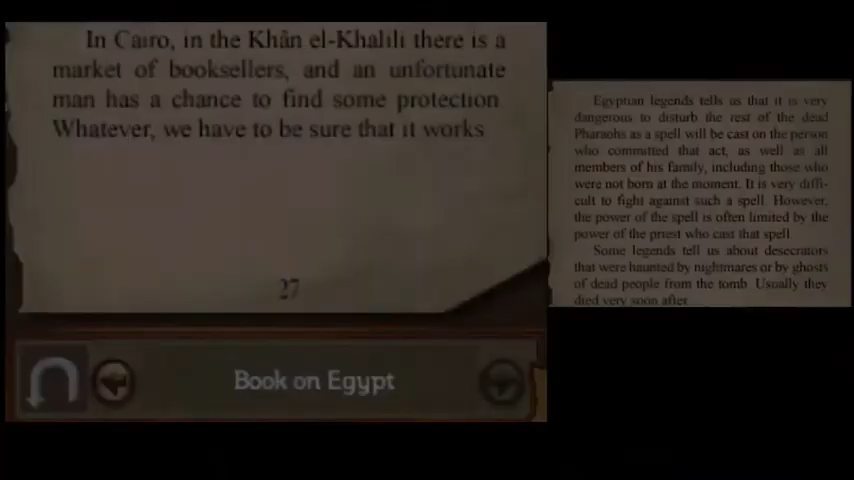 In Cairo, in the Khân el-Khalili there is a
market of booksellers, and an unfortunate
man has a chance to find some protection
Whatever, we have to be sure that it works
27
Book on Egypt
Egyptian legends tells us that it is very
dangerous to disturb the rest of the dead
Pharaohs as a spell will be cast on the person
who committed that act, as well as all
members of his family, including those who
were not born at the moment. It is very diffi-
cult to fight against such a spell. However,
the power of the spell is often limited by the
power of the priest who cast that spell
Some legends tell us about desecrators
that were haunted by nightmares or by ghosts
of dead people from the tomb. Usually they
died very soon after